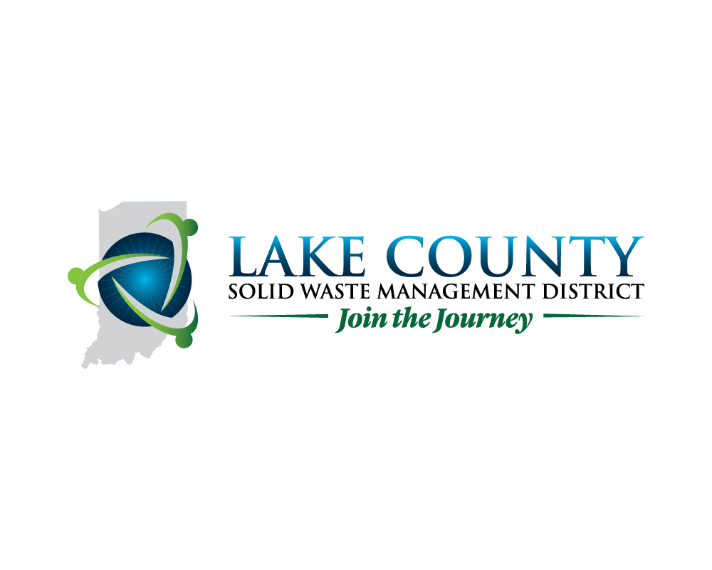 LAKE COUNTY
SOLID WASTE MANAGEMENT DISTRICT
Join the Journey